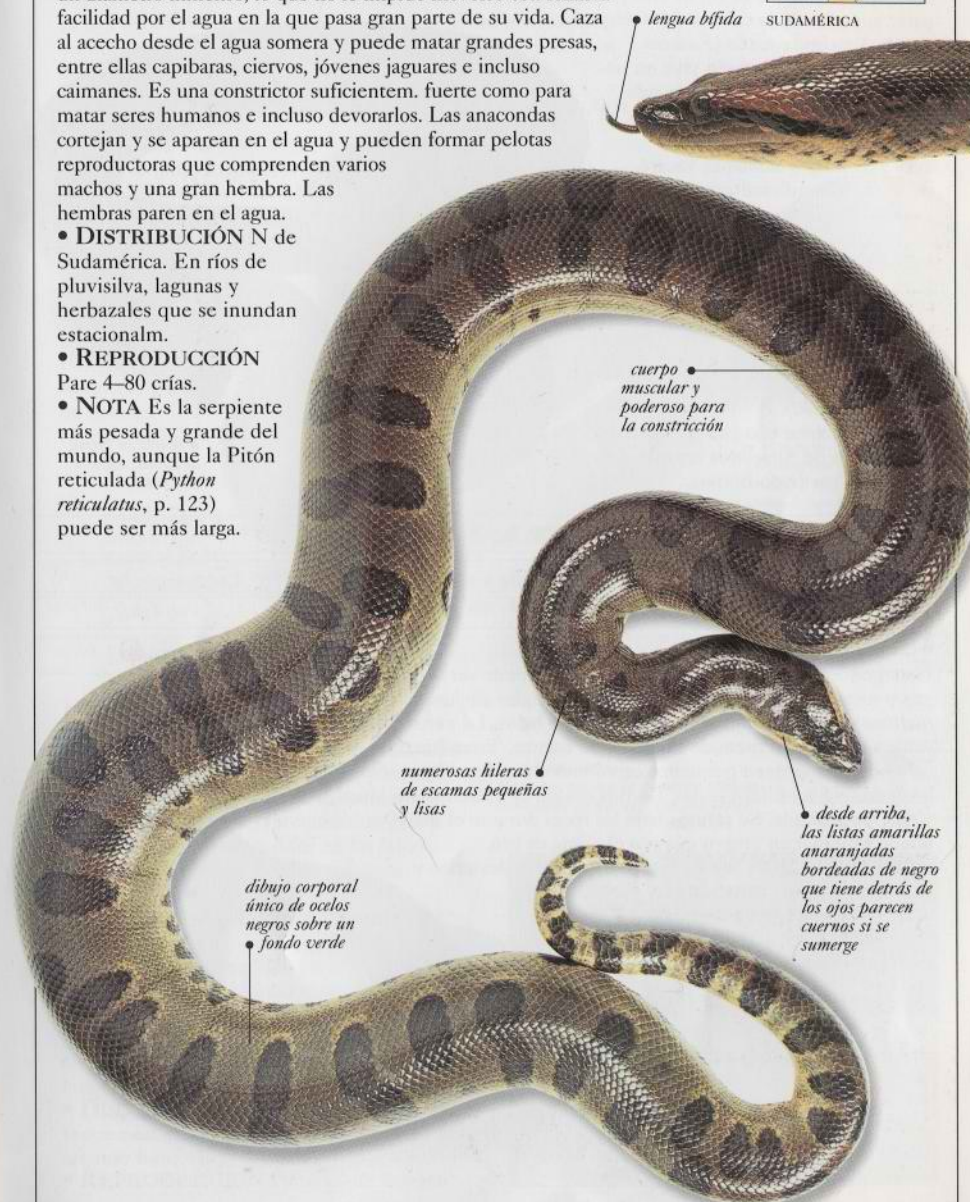 facilidad por el agua en la que pasa gran parte de su vida. Caza
al acecho desde el agua somera y puede matar grandes presas,
entre ellas capibaras, ciervos, jóvenes jaguares e incluso
caimanes. Es una constrictor suficientem. fuerte como para
matar seres humanos e incluso devorarlos. Las anacondas
cortejan y se aparean en el agua y pueden formar pelotas
reproductoras que comprenden varios
machos y una gran hembra. Las
hembras paren en el agua.
• DISTRIBUCIÓN N de
Sudamérica. En ríos de
pluvisilva, lagunas y
herbazales que se inundan
estacionalm.
• REPRODUCCIÓN
Pare 4–80 crías.
• NOTA Es la serpiente
más pesada y grande del
mundo, aunque la Pitón
reticulada (Python
reticulatus, p. 123)
puede ser más larga.
lengua bífida
SUDAMÉRICA
cuerpo
muscular y
poderoso para
la constricción
numerosas hileras
de escamas pequeñas
y lisas
desde arriba,
las listas amarillas
anaranjadas
bordeadas de negro
que tiene detrás de
los ojos parecen
cuernos si se
sumerge
dibujo corporal
único de ocelos
negros sobre un
fondo verde